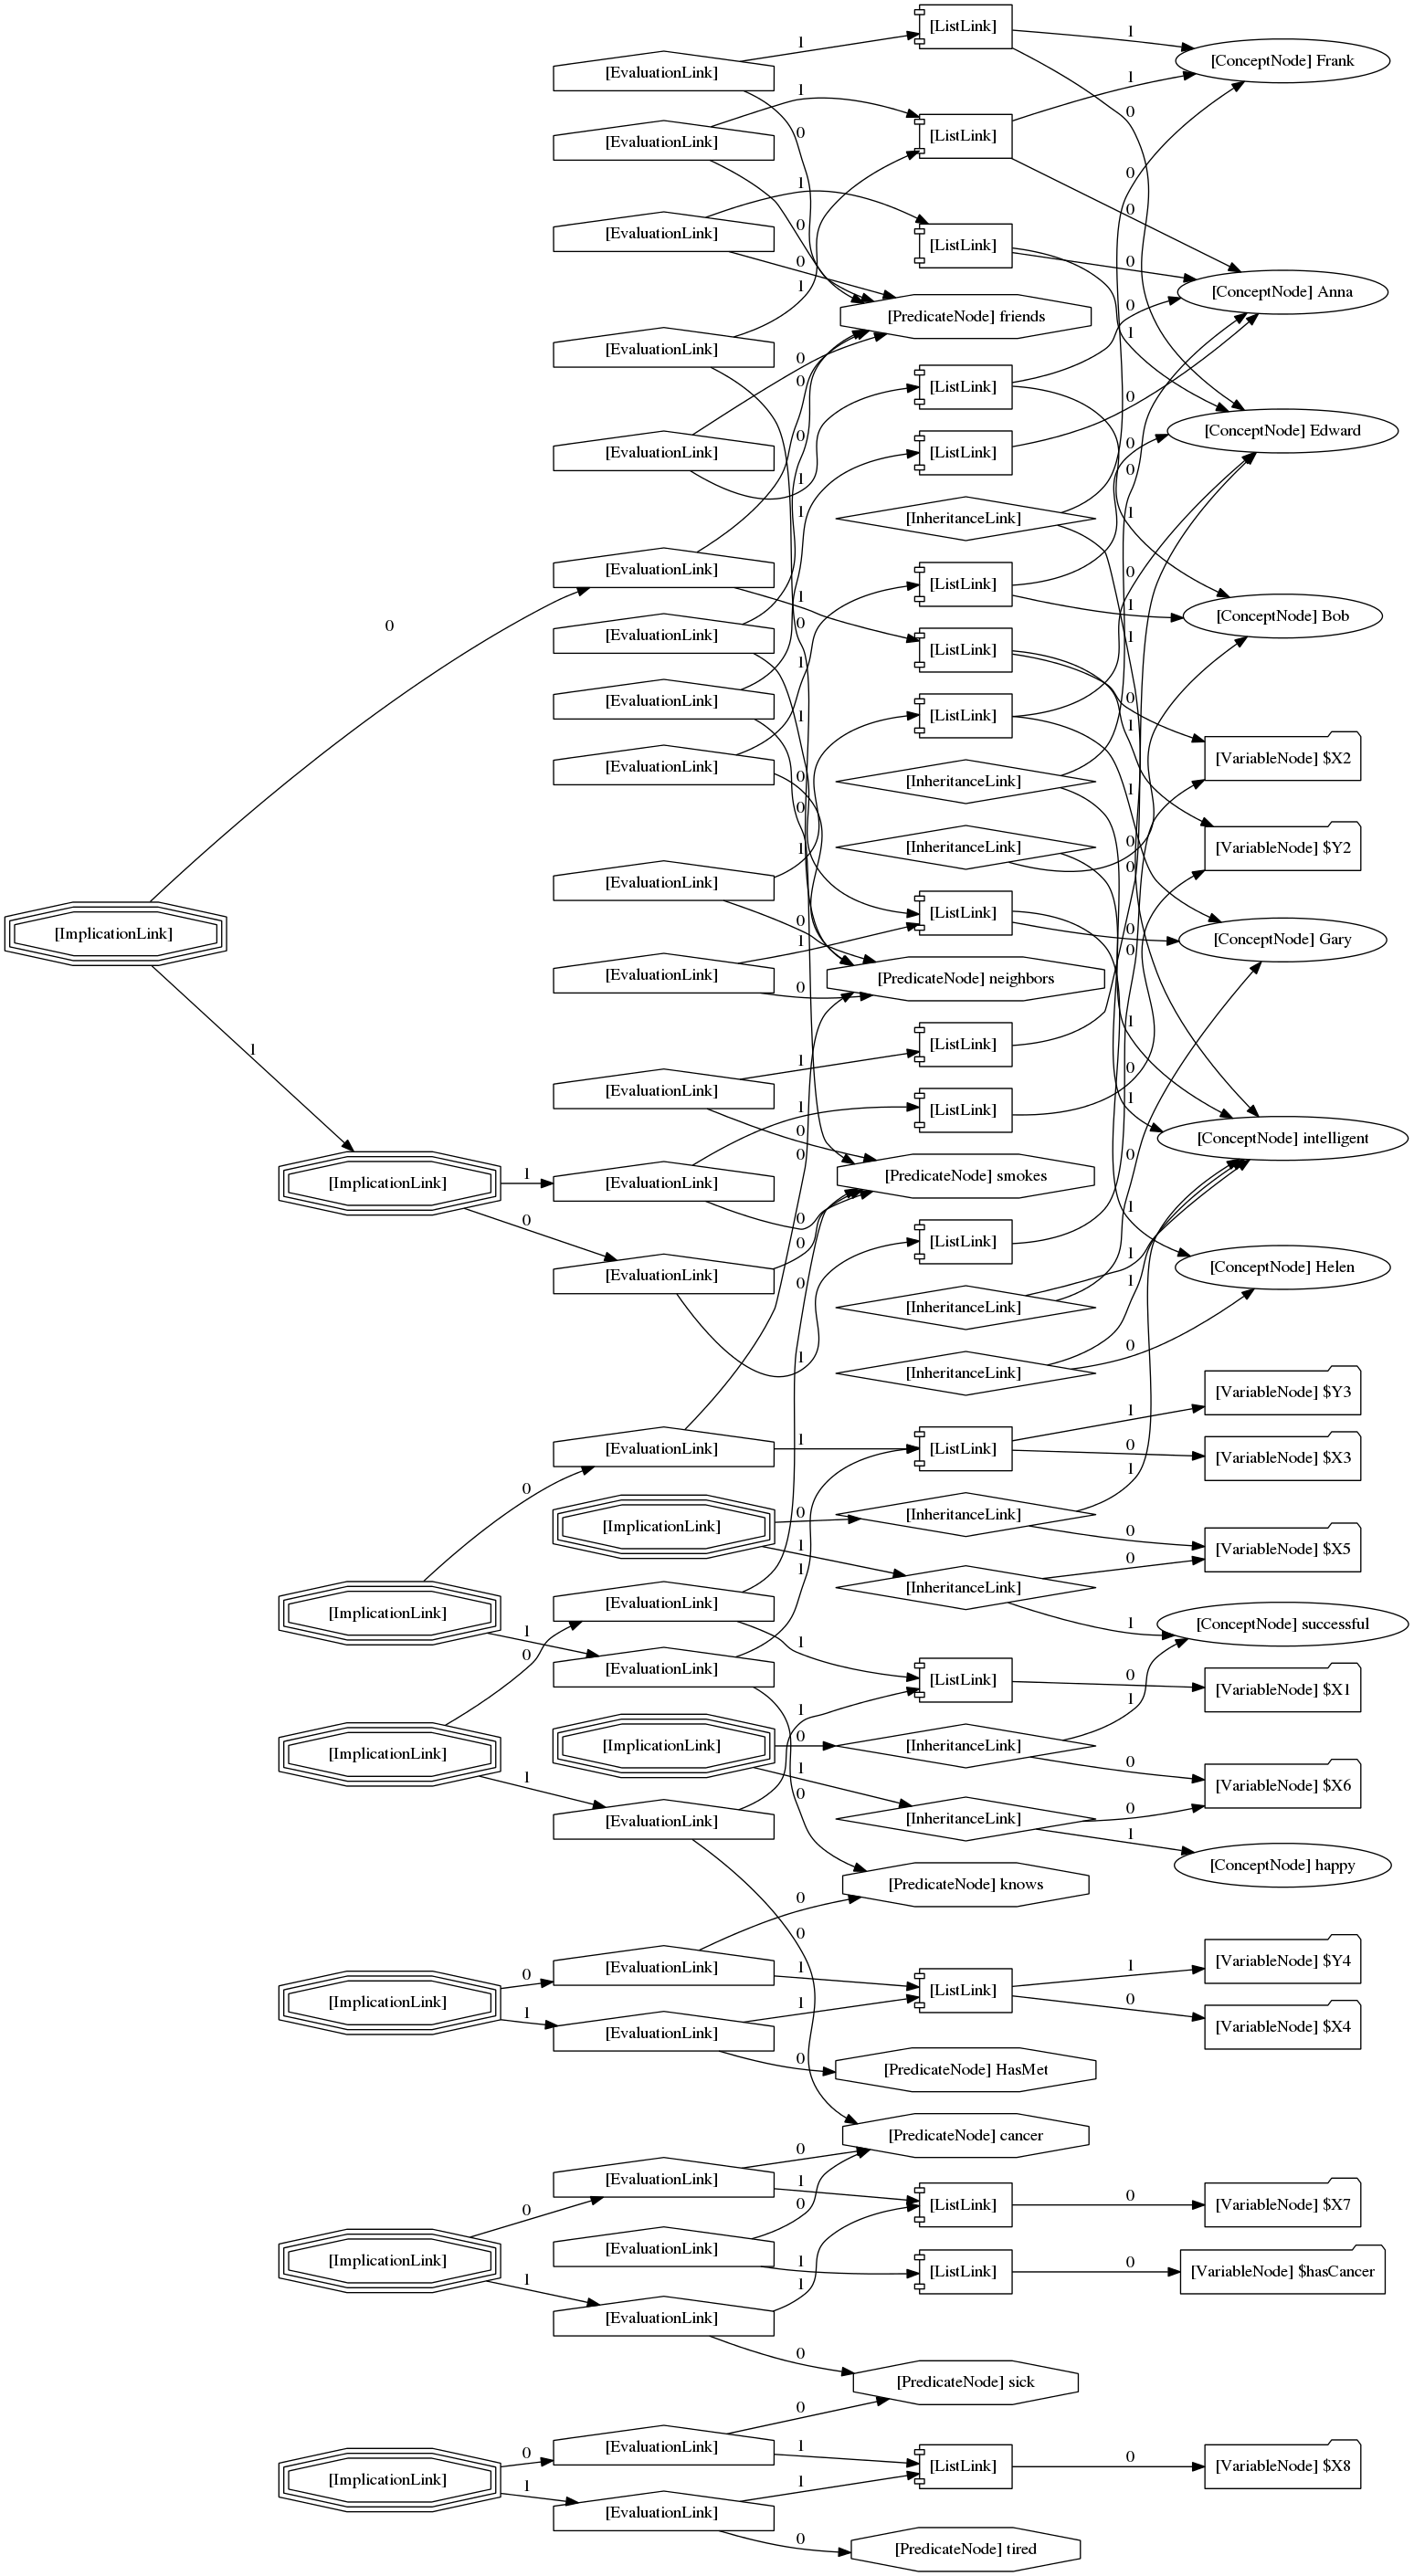 [ListLink]
1
1
[ConceptNode] Frank
[EvaluationLink]
1
1
0
0
[ListLink]
[EvaluationLink]
0
1
0
0
[EvaluationLink]
[ListLink]
0
0
1
[ConceptNode] Anna
0
[PredicateNode] friends
1
[EvaluationLink]
0
0
[ListLink]
0
[ConceptNode] Edward
0
0
[EvaluationLink]
[ListLink]
0
1
1
1
[InheritanceLink]
[EvaluationLink]
0
[ListLink]
1
1
[ConceptNode] Bob
0
0
[EvaluationLink]
1
[ListLink]
[EvaluationLink]
0
[ListLink]
1
1
[VariableNode] $X2
[EvaluationLink]
0
[InheritanceLink]
1
0
0
1
[InheritanceLink]
[VariableNode] $Y2
0
[EvaluationLink]
[ListLink]
0
0
[ImplicationLink]
1
[ConceptNode] Gary
0
[EvaluationLink]
[PredicateNode] neighbors
0
1
[ListLink]
1
1
0
[EvaluationLink]
1
1
[ListLink]
0
[ConceptNode] intelligent
0
0
[PredicateNode] smokes
1
[EvaluationLink]
[ImplicationLink]
1
0
0
0
[ListLink]
1
[ConceptNode] Helen
[EvaluationLink]
0
1
[InheritanceLink]
0
1
[InheritanceLink]
[VariableNode] $Y3
1
[EvaluationLink]
1
[ListLink]
0
[VariableNode] $X3
1
0
0
[InheritanceLink]
[ImplicationLink]
0
1
[VariableNode] $X5
0
1
[InheritanceLink]
[EvaluationLink]
[ImplicationLink]
1
1
[ConceptNode] successful
1
0
[EvaluationLink]
[ListLink]
0
[VariableNode] $X1
1
1
0
[ImplicationLink]
[ImplicationLink]
[InheritanceLink]
0
1
1
[VariableNode] $X6
0
0
[InheritanceLink]
[EvaluationLink]
1
[ConceptNode] happy
[PredicateNode] knows
0
0
[VariableNode] $Y4
1
[EvaluationLink]
1
0
[ListLink]
[ImplicationLink]
1
0
1
[EvaluationLink]
[VariableNode] $X4
0
[PredicateNode] HasMet
[PredicateNode] cancer
0
[EvaluationLink]
1
0
[ListLink]
0
[VariableNode] $X7
0
[EvaluationLink]
[ImplicationLink]
1
[ListLink]
0
[VariableNode] $hasCancer
1
1
[EvaluationLink]
0
[PredicateNode] sick
0
[EvaluationLink]
1
[ListLink]
0
[VariableNode] $X8
0
[ImplicationLink]
1
1
[EvaluationLink]
0
[PredicateNode] tired